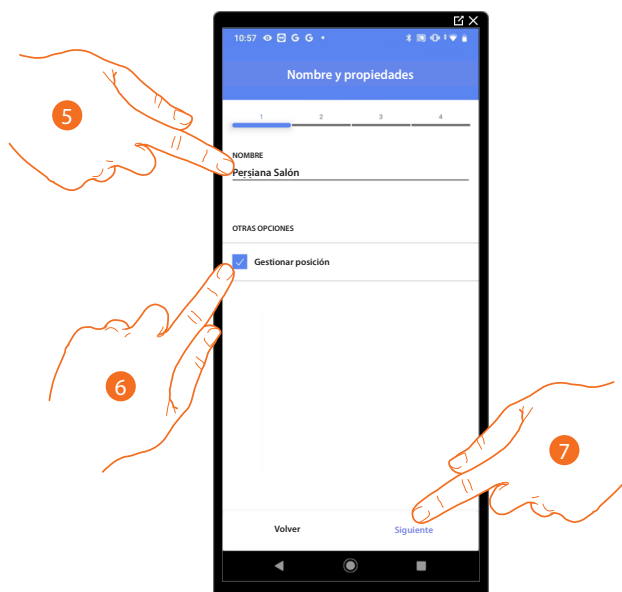 10:57 G G
Nombre y propiedades
1 2 3 4
NOMBRE
Persiana Salón
OTRAS OPCIONES
Gestionar posición
Volver Siguiente
5
6
7